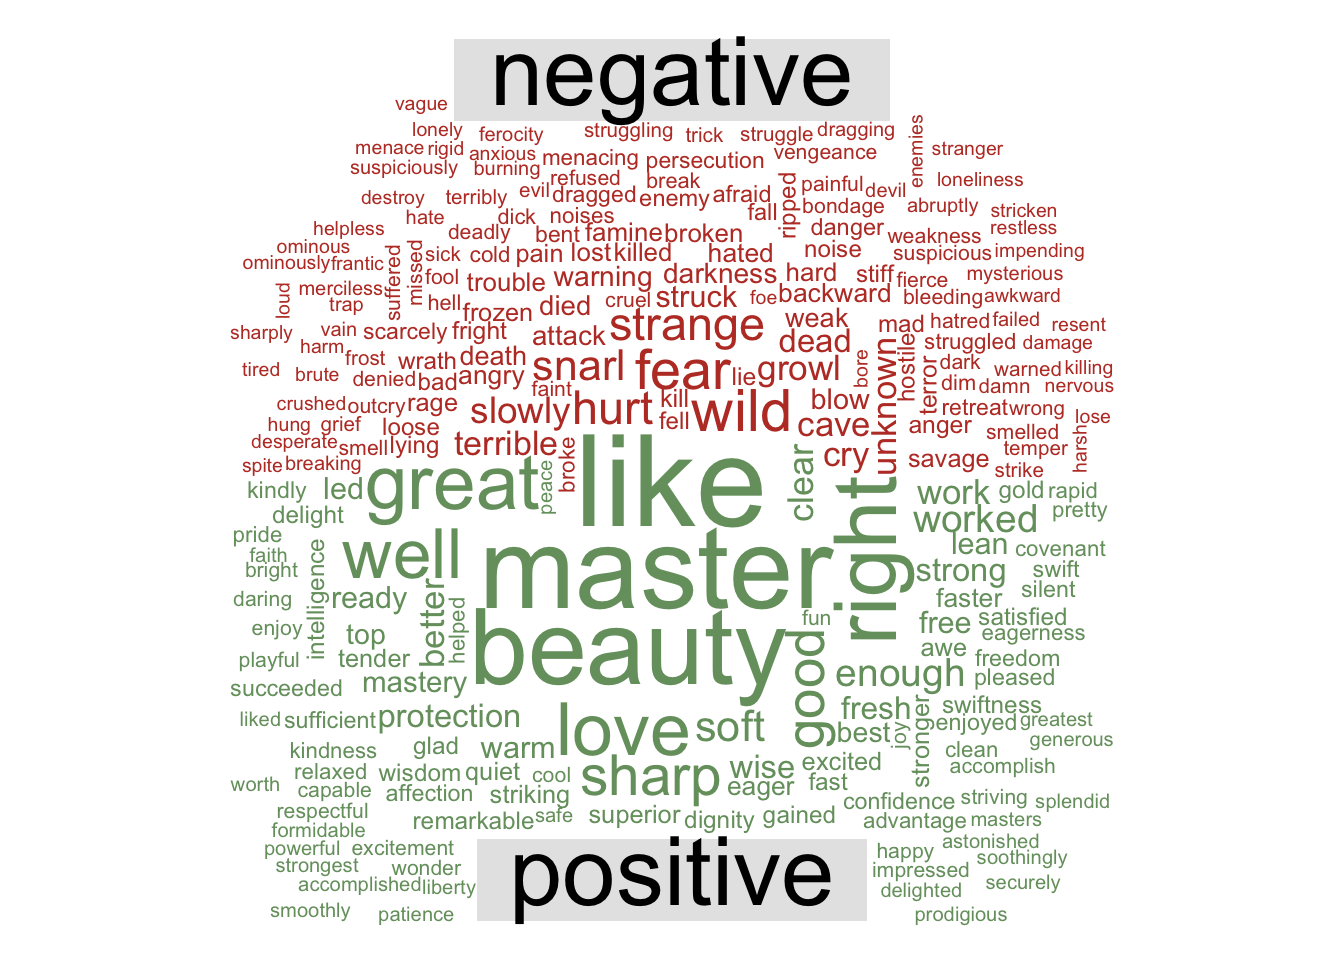 negative
vague
lonely ferocity struggling trick struggle dragging enemies
menace rigid anxious menacing persecution vengeance stranger
suspiciously burning refused break ripped painful devil loneliness
destroy terribly evil dragged enemy afraid fall bondage abruptly stricken
hate dick noises danger restless
helpless deadly bent famine broken noise weakness
ominous suffered missed sick cold pain lost killed hated suspicious impending
ominously frantic fool trouble warning darkness hard stiff fierce mysterious
loud merciless hell frozen died cruel struck foe backward bleeding awkward
trap
sharply vain scarcely fright attack strange weak mad hatred failed resent
harm frost wrath death snarl fear growl dead bore unknown hostile struggled damage
tired brute denied bad angry faint lie terror dark dim warned damn killing nervous
crushed outcry rage slowly hurt kill wild blow retreat wrong
hung grief loose fell cave anger harsh lose
desperate smell lying terrible broke cry savage smelled temper
spite breaking strike
kindly led great peace like clear right work gold rapid
delight worked pretty
pride well master lean covenant
faith intelligence strong swift
bright ready better helped faster silent
daring
enjoy top beauty fun free satisfied
playful tender good awe eagerness
succeeded mastery enough freedom pleased
liked sufficient protection love soft fresh swiftness
kindness glad warm best joy stronger enjoyed greatest
relaxed wisdom quiet cool sharp wise excited clean generous
worth capable affection striking eager fast accomplish
respectful remarkable safe superior dignity gained confidence striving splendid
formidable advantage masters
powerful excitement positive happy astonished
strongest wonder impressed soothingly
accomplished liberty delighted securely
smoothly patience prodigious